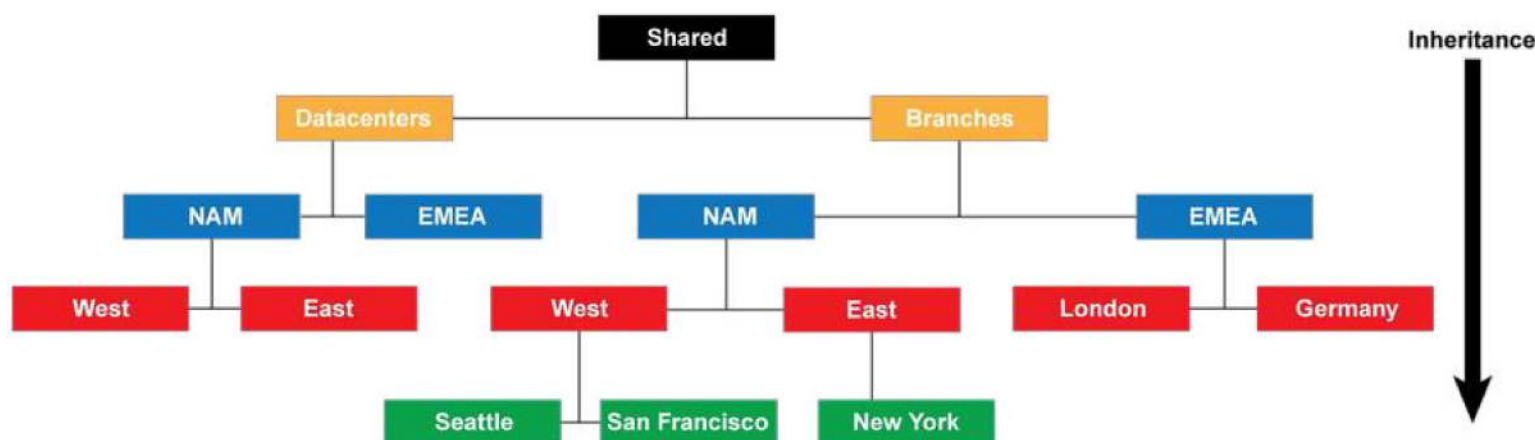 Shared
Inheritance
Datacenters
Branches
NAM
EMEA
NAM
EMEA
West
East
West
East
London
Germany
Seattle
San Francisco
New York